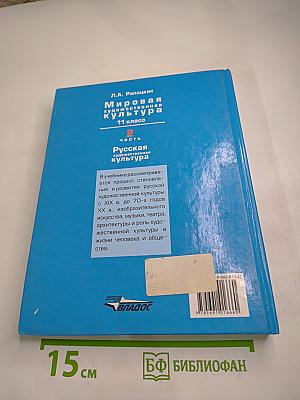 Л.А. Рапацкая
Мировая
художественная
культура
11 класс
2
часть
Русская
художественная
культура
В учебнике рассматрива-
ется процесс становления
и развития русской
художественной культуры
с XIX в. до 70-х годов
XX в.: изобразительного
искусства, музыки, театра,
архитектуры и роль худо-
жественной культуры в
жизни человека и обще-
ства.
ВЛАДОС
9785691016660
15 см
БФ БИБЛИОФАН